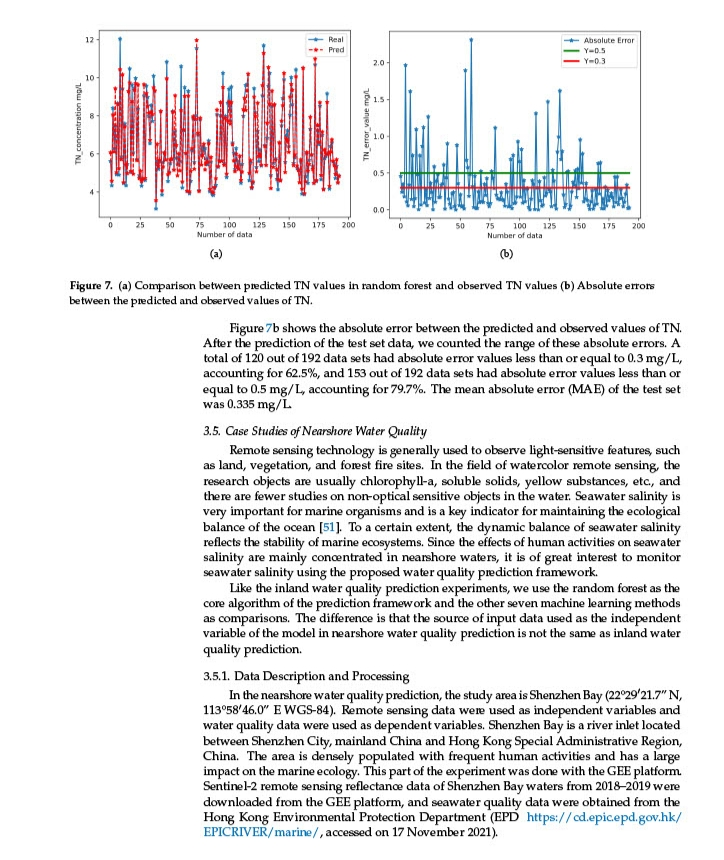 12
10
8
6
4
TN_concentration mg/L
Real
Pred
0 25 50 75 100 125 150 175 200
Number of data
(a)
2.0
1.5
1.0
0.5
0.0
TN_error_value mg/L
Absolute Error
Y=0.5
Y=0.3
0 25 50 75 100 125 150 175 200
Number of data
(b)
Figure 7. (a) Comparison between predicted TN values in random forest and observed TN values (b) Absolute errors
between the predicted and observed values of TN.
Figure 7b shows the absolute error between the predicted and observed values of TN.
After the prediction of the test set data, we counted the range of these absolute errors. A
total of 120 out of 192 data sets had absolute error values less than or equal to 0.3 mg/L,
accounting for 62.5%, and 153 out of 192 data sets had absolute error values less than or
equal to 0.5 mg/L, accounting for 79.7%. The mean absolute error (MAE) of the test set
was 0.335 mg/L.
3.5. Case Studies of Nearshore Water Quality
Remote sensing technology is generally used to observe light-sensitive features, such
as land, vegetation, and forest fire sites. In the field of watercolor remote sensing, the
research objects are usually chlorophyll-a, soluble solids, yellow substances, etc., and
there are fewer studies on non-optical sensitive objects in the water. Seawater salinity is
very important for marine organisms and is a key indicator for maintaining the ecological
balance of the ocean [51]. To a certain extent, the dynamic balance of seawater salinity
reflects the stability of marine ecosystems. Since the effects of human activities on seawater
salinity are mainly concentrated in nearshore waters, it is of great interest to monitor
seawater salinity using the proposed water quality prediction framework.
Like the inland water quality prediction experiments, we use the random forest as the
core algorithm of the prediction framework and the other seven machine learning methods
as comparisons. The difference is that the source of input data used as the independent
variable of the model in nearshore water quality prediction is not the same as inland water
quality prediction.
3.5.1. Data Description and Processing
In the nearshore water quality prediction, the study area is Shenzhen Bay (22°29′21.7″ N,
113°58′46.0″ E WGS-84). Remote sensing data were used as independent variables and
water quality data were used as dependent variables. Shenzhen Bay is a river inlet located
between Shenzhen City, mainland China and Hong Kong Special Administrative Region,
China. The area is densely populated with frequent human activities and has a large
impact on the marine ecology. This part of the experiment was done with the GEE platform.
Sentinel-2 remote sensing reflectance data of Shenzhen Bay waters from 2018–2019 were
downloaded from the GEE platform, and seawater quality data were obtained from the
Hong Kong Environmental Protection Department (EPD https://cd.epic.epd.gov.hk/
EPICRIVER/marine/, accessed on 17 November 2021).